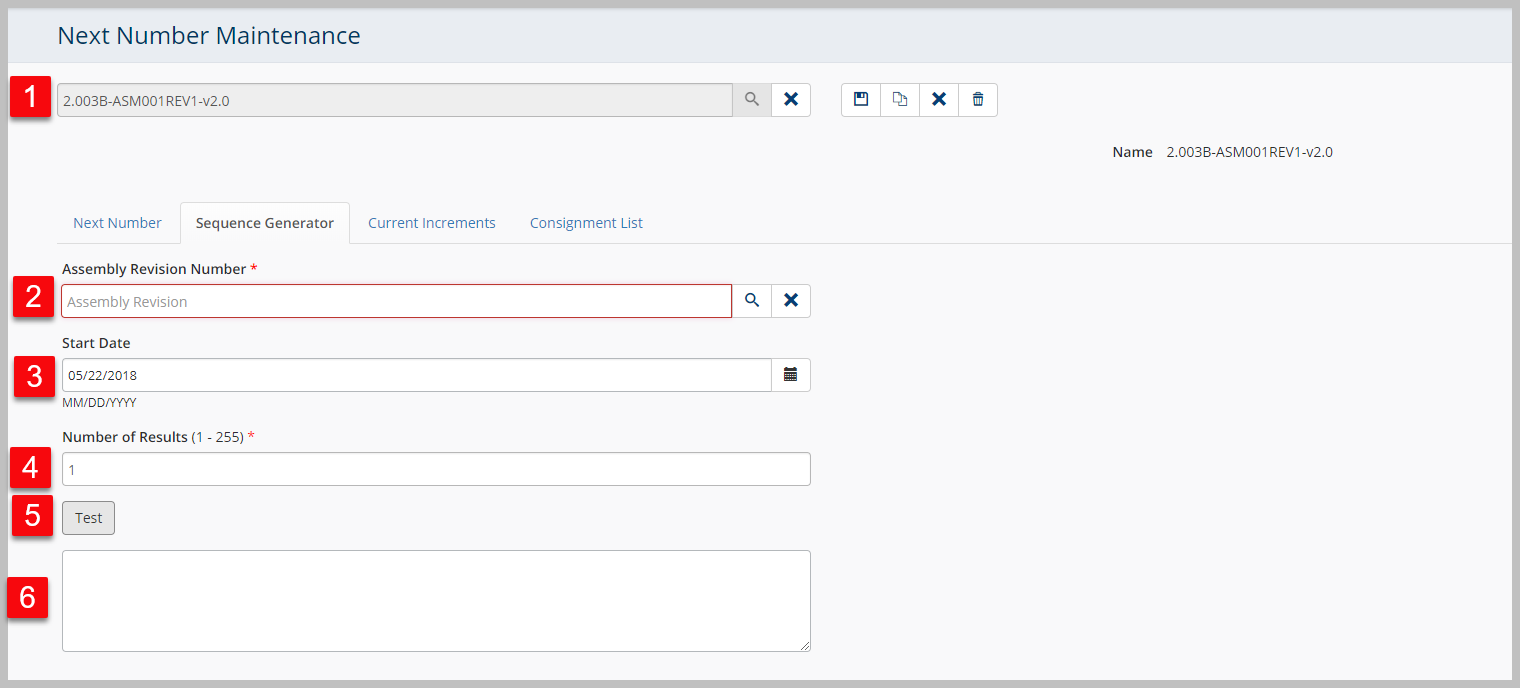 Next Number Maintenance
1
2.003B-ASM001REV1-v2.0
Name 2.003B-ASM001REV1-v2.0
Next Number Sequence Generator Current Increments Consignment List
Assembly Revision Number *
2
Assembly Revision
Start Date
3
05/22/2018
MM/DD/YYYY
Number of Results (1 - 255) *
4
1
5
Test
6